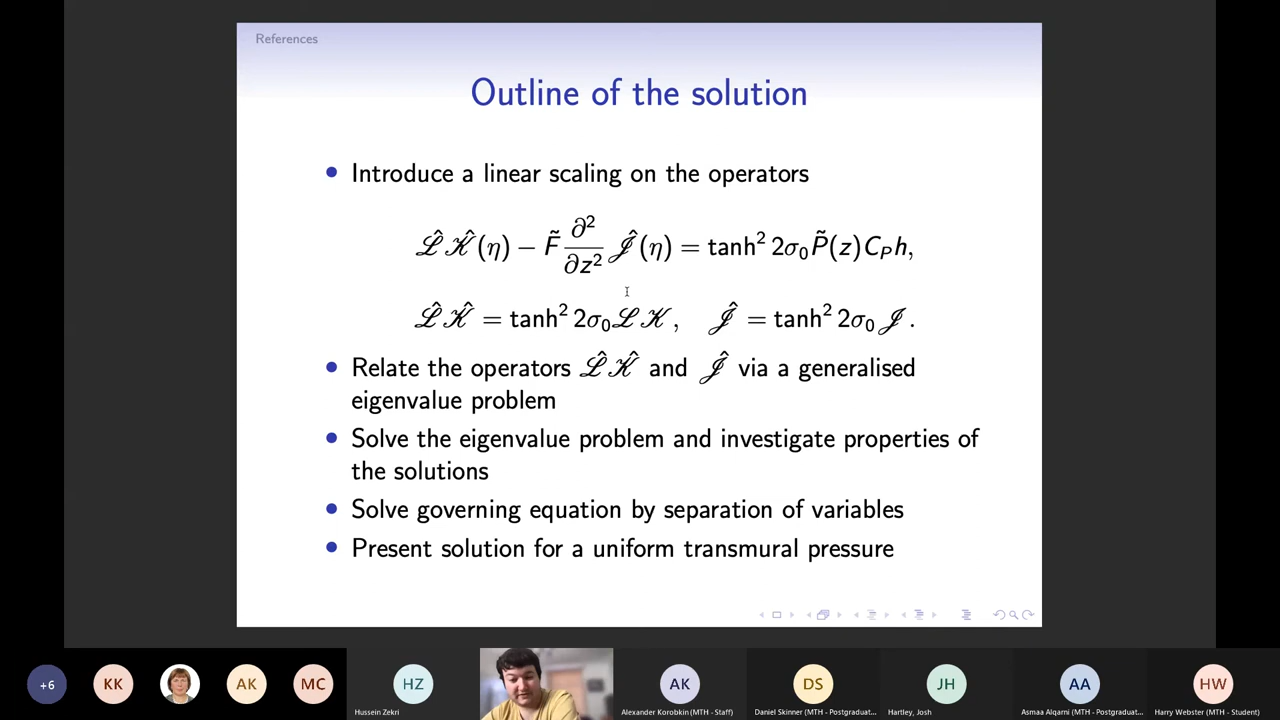 References
Outline of the solution
• Introduce a linear scaling on the operators
ℒ̂𝒦̂(η) − F̃ ∂²/∂z² 𝒥̂(η) = tanh² 2σ₀P̃(z)C_P h,
ℒ̂𝒦̂ = tanh² 2σ₀ℒ𝒦, 𝒥̂ = tanh² 2σ₀𝒥.
• Relate the operators ℒ̂𝒦̂ and 𝒥̂ via a generalised
eigenvalue problem
• Solve the eigenvalue problem and investigate properties of
the solutions
• Solve governing equation by separation of variables
• Present solution for a uniform transmural pressure
+6 KK AK MC HZ AK DS JH AA HW
Hussein Zekri Alexander Korobkin (MTH - Staff) Daniel Skinner (MTH - Postgraduat... Hartley, Josh Asmaa Alqarni (MTH - Postgraduat... Harry Webster (MTH - Student)